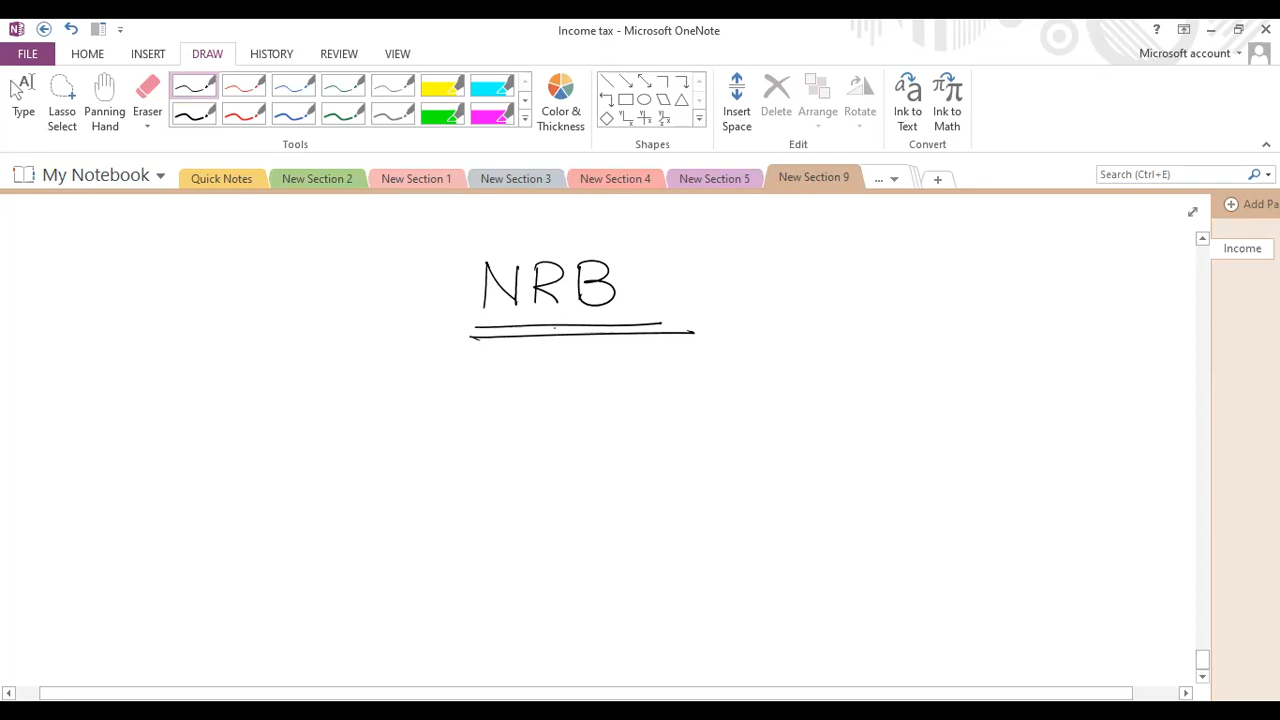 Income tax - Microsoft OneNote
?
FILE HOME INSERT DRAW HISTORY REVIEW VIEW
Microsoft account
Type
Lasso Select
Panning Hand
Eraser
Color & Thickness
Insert Space
Delete
Arrange
Rotate
Ink to Text
Ink to Math
Tools
Shapes
Edit
Convert
My Notebook
Quick Notes
New Section 2
New Section 1
New Section 3
New Section 4
New Section 5
New Section 9
...
Search (Ctrl+E)
Add Pa
Income
NRB